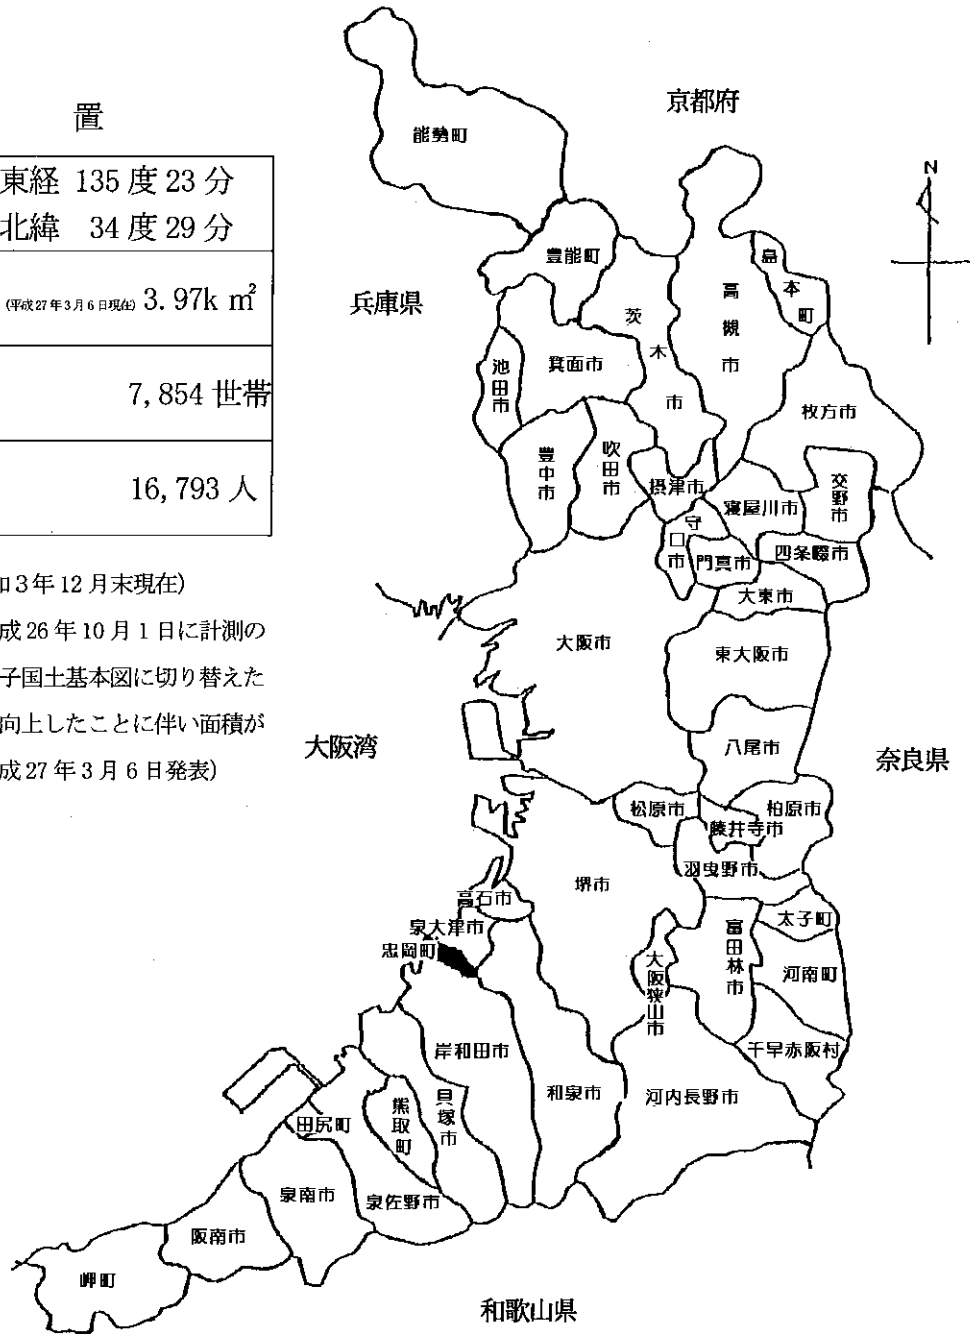 置
東経 135度23分
北緯 34度29分
(平成27年3月6日現在) 3.97k㎡
7,854世帯
16,793人
和3年12月末現在)
成26年10月1日に計測の
子国土基本図に切り替えた
向上したことに伴い面積が
成27年3月6日発表)
京都府
N
能勢町
豊能町
島本町
兵庫県
高槻市
茨木市
箕面市
池田市
枚方市
豊中市
吹田市
摂津市
交野市
寝屋川市
守口市
門真市
四条畷市
大東市
大阪市
東大阪市
大阪湾
八尾市
奈良県
松原市
柏原市
藤井寺市
羽曳野市
堺市
高石市
太子町
泉大津市
忠岡町
富田林市
大阪狭山市
河南町
岸和田市
千早赤阪村
和泉市
河内長野市
貝塚市
熊取町
田尻町
泉南市
泉佐野市
阪南市
岬町
和歌山県